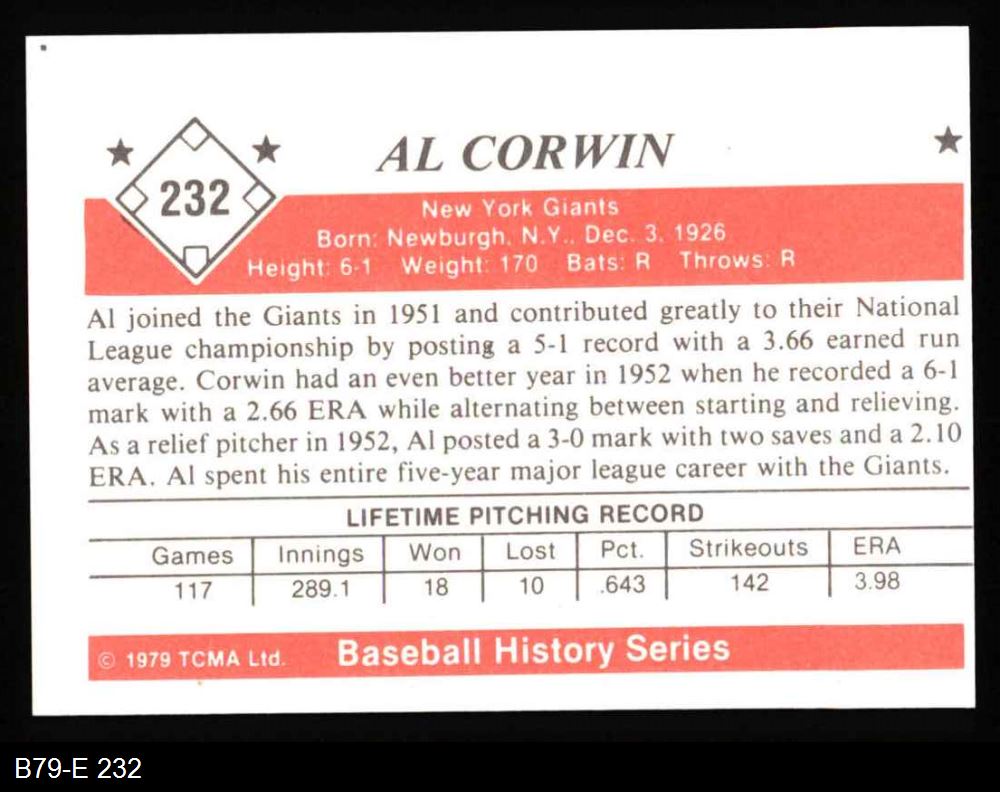 AL CORWIN
232
New York Giants
Born: Newburgh, N.Y., Dec. 3, 1926
Height: 6-1 Weight: 170 Bats: R Throws: R
Al joined the Giants in 1951 and contributed greatly to their National
League championship by posting a 5-1 record with a 3.66 earned run
average. Corwin had an even better year in 1952 when he recorded a 6-1
mark with a 2.66 ERA while alternating between starting and relieving.
As a relief pitcher in 1952, Al posted a 3-0 mark with two saves and a 2.10
ERA. Al spent his entire five-year major league career with the Giants.
LIFETIME PITCHING RECORD
Games Innings Won Lost Pct. Strikeouts ERA
117 289.1 18 10 .643 142 3.98
© 1979 TCMA Ltd. Baseball History Series
B79-E 232